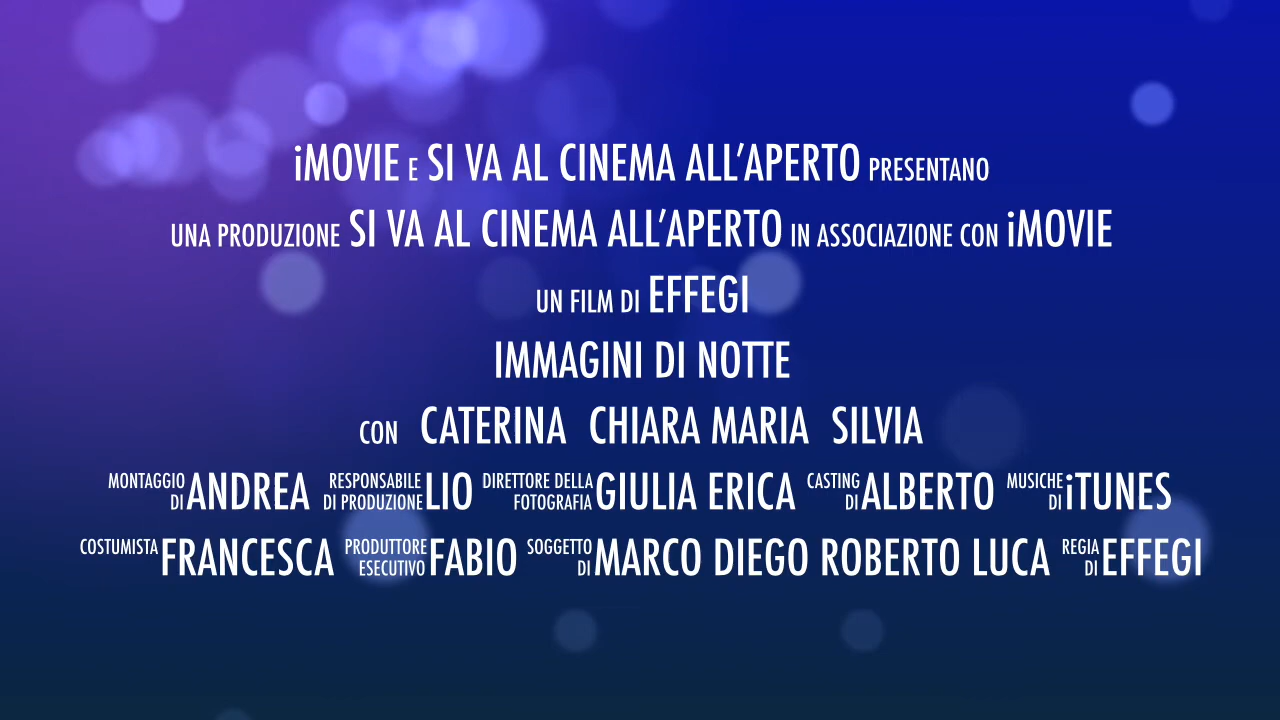 iMOVIE E SI VA AL CINEMA ALL'APERTO PRESENTANO
UNA PRODUZIONE SI VA AL CINEMA ALL'APERTO IN ASSOCIAZIONE CON iMOVIE
UN FILM DI EFFEGI
IMMAGINI DI NOTTE
CON CATERINA CHIARA MARIA SILVIA
MONTAGGIO DI ANDREA RESPONSABILE DI PRODUZIONE LIO DIRETTORE DELLA FOTOGRAFIA GIULIA ERICA CASTING DI ALBERTO MUSICHE DI iTUNES
COSTUMISTA FRANCESCA PRODUTTORE ESECUTIVO FABIO SOGGETTO DI MARCO DIEGO ROBERTO LUCA REGIA DI EFFEGI